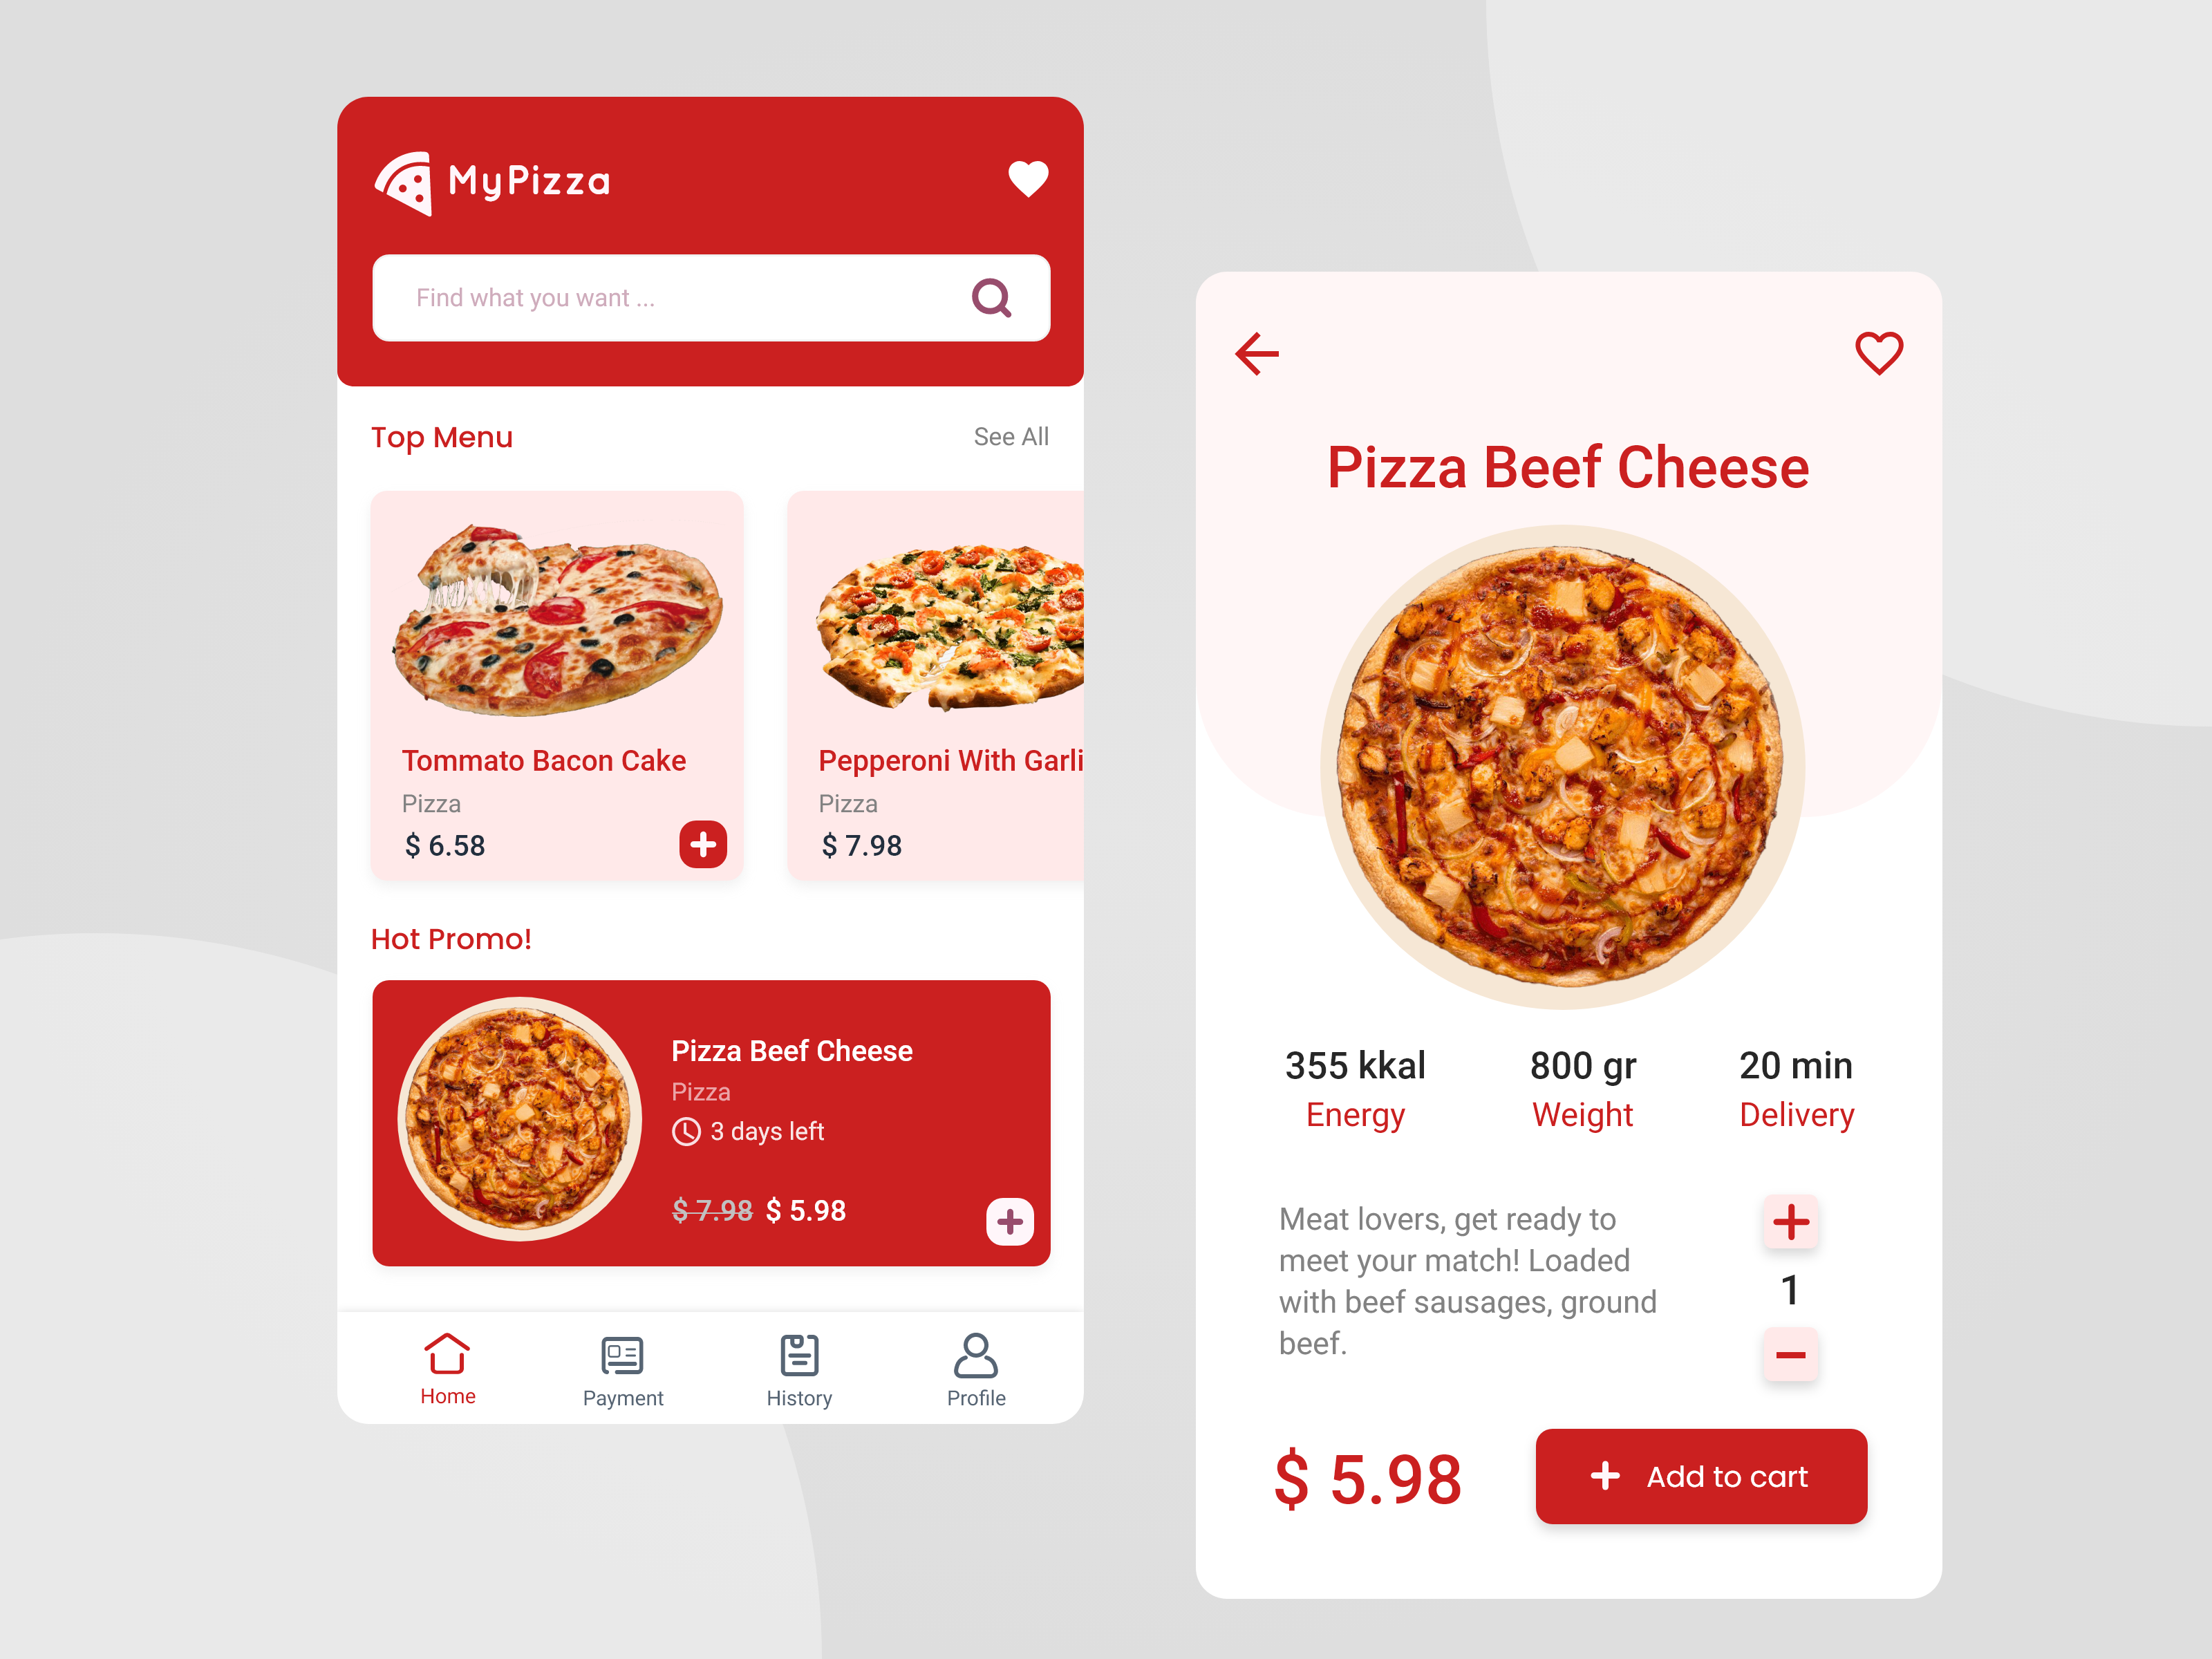 MyPizza
Find what you want ...
Top Menu
See All
Tommato Bacon Cake
Pizza
$ 6.58
Pepperoni With Garli
Pizza
$ 7.98
Hot Promo!
Pizza Beef Cheese
Pizza
3 days left
$ 7.98 $ 5.98
Home
Payment
History
Profile
Pizza Beef Cheese
355 kkal
Energy
800 gr
Weight
20 min
Delivery
Meat lovers, get ready to
meet your match! Loaded
with beef sausages, ground
beef.
1
$ 5.98
Add to cart